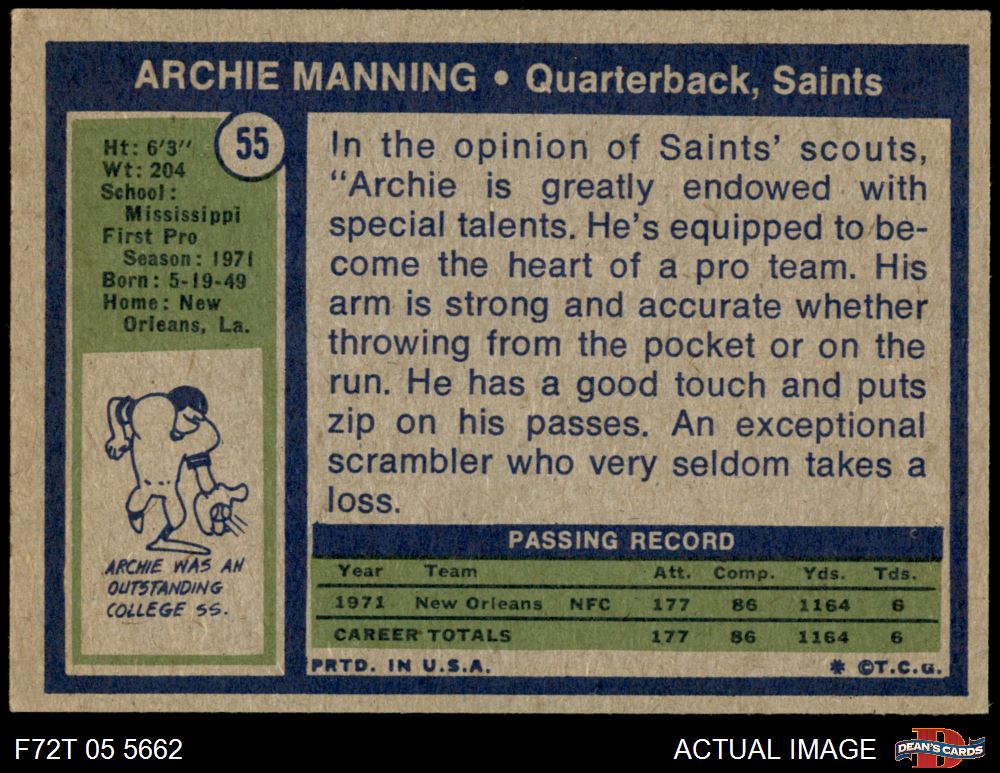 ARCHIE MANNING • Quarterback, Saints
55
Ht: 6'3"
Wt: 204
School:
Mississippi
First Pro
Season: 1971
Born: 5-19-49
Home: New
Orleans, La.
ARCHIE WAS AN
OUTSTANDING
COLLEGE SS.
In the opinion of Saints' scouts,
"Archie is greatly endowed with
special talents. He's equipped to be-
come the heart of a pro team. His
arm is strong and accurate whether
throwing from the pocket or on the
run. He has a good touch and puts
zip on his passes. An exceptional
scrambler who very seldom takes a
loss.
PASSING RECORD
Year Team Att. Comp. Yds. Tds.
1971 New Orleans NFC 177 86 1164 6
CAREER TOTALS 177 86 1164 6
PRTD. IN U.S.A. * ©T.C.G.
F72T 05 5662 ACTUAL IMAGE DEAN'S CARDS